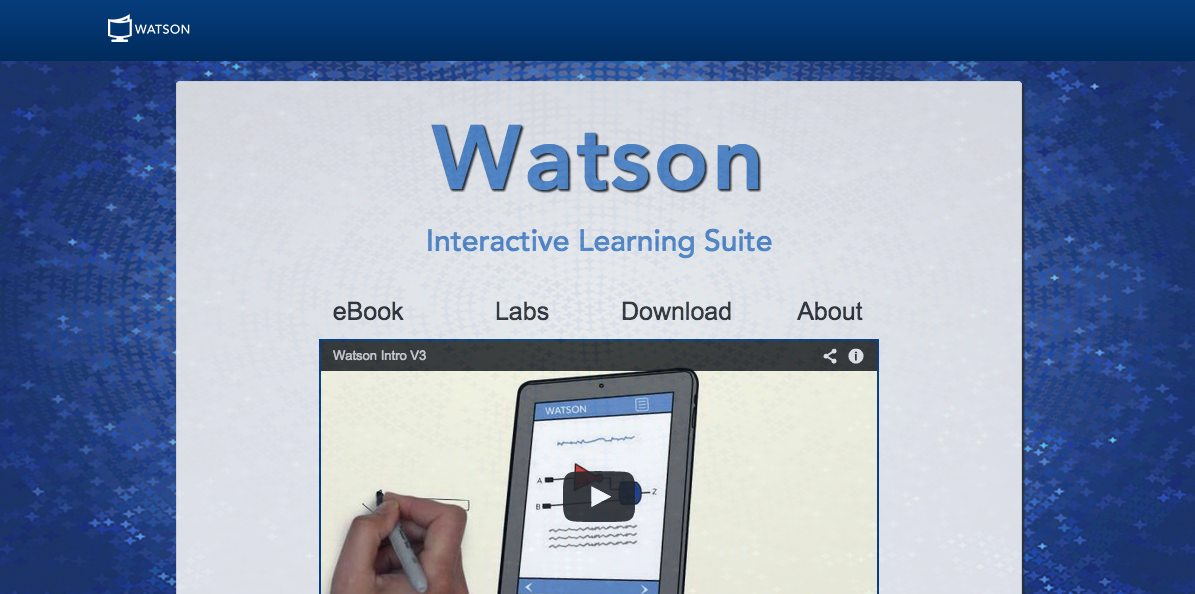 WATSON
Watson
Interactive Learning Suite
eBook Labs Download About
Watson Intro V3
WATSON
A
B
Z